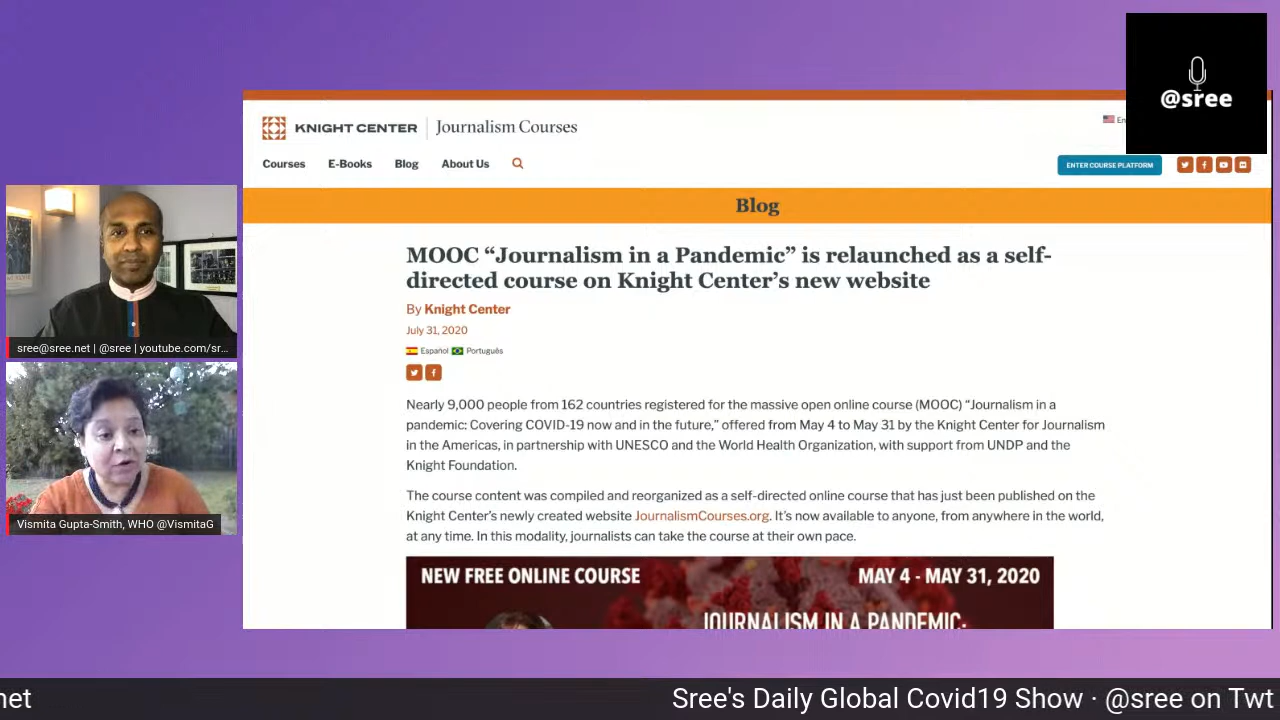 @sree
KNIGHT CENTER
Journalism Courses
Courses E-Books Blog About Us
ENTER COURSE PLATFORM
Blog
MOOC “Journalism in a Pandemic” is relaunched as a self-
directed course on Knight Center’s new website
By Knight Center
July 31, 2020
Español Português
Nearly 9,000 people from 162 countries registered for the massive open online course (MOOC) “Journalism in a
pandemic: Covering COVID-19 now and in the future,” offered from May 4 to May 31 by the Knight Center for Journalism
in the Americas, in partnership with UNESCO and the World Health Organization, with support from UNDP and the
Knight Foundation.
The course content was compiled and reorganized as a self-directed online course that has just been published on the
Knight Center’s newly created website JournalismCourses.org. It’s now available to anyone, from anywhere in the world,
at any time. In this modality, journalists can take the course at their own pace.
NEW FREE ONLINE COURSE MAY 4 - MAY 31, 2020
JOURNALISM IN A PANDEMIC:
sree@sree.net | @sree | youtube.com/sr...
Vismita Gupta-Smith, WHO @VismitaG
net Sree's Daily Global Covid19 Show · @sree on Twt